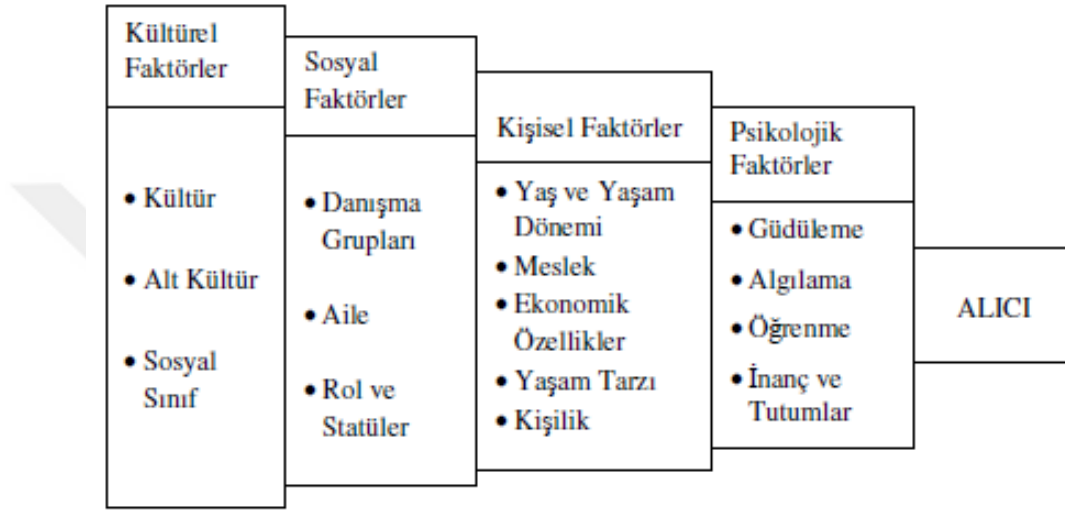 Kültürel
Faktörler
• Kültür
• Alt Kültür
• Sosyal
Sınıf
Sosyal
Faktörler
• Danışma
Grupları
• Aile
• Rol ve
Statüler
Kişisel Faktörler
• Yaş ve Yaşam
Dönemi
• Meslek
• Ekonomik
Özellikler
• Yaşam Tarzı
• Kişilik
Psikolojik
Faktörler
• Güdüleme
• Algılama
• Öğrenme
• İnanç ve
Tutumlar
ALICI